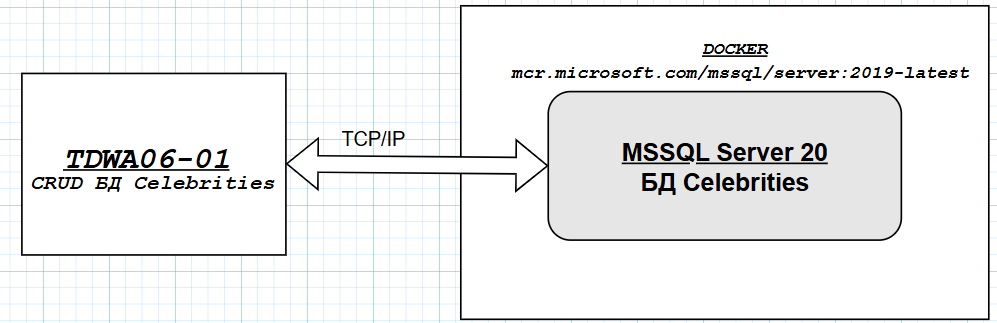 TDWA06-01
CRUD БД Celebrities
TCP/IP
DOCKER
mcr.microsoft.com/mssql/server:2019-latest
MSSQL Server 20
БД Celebrities